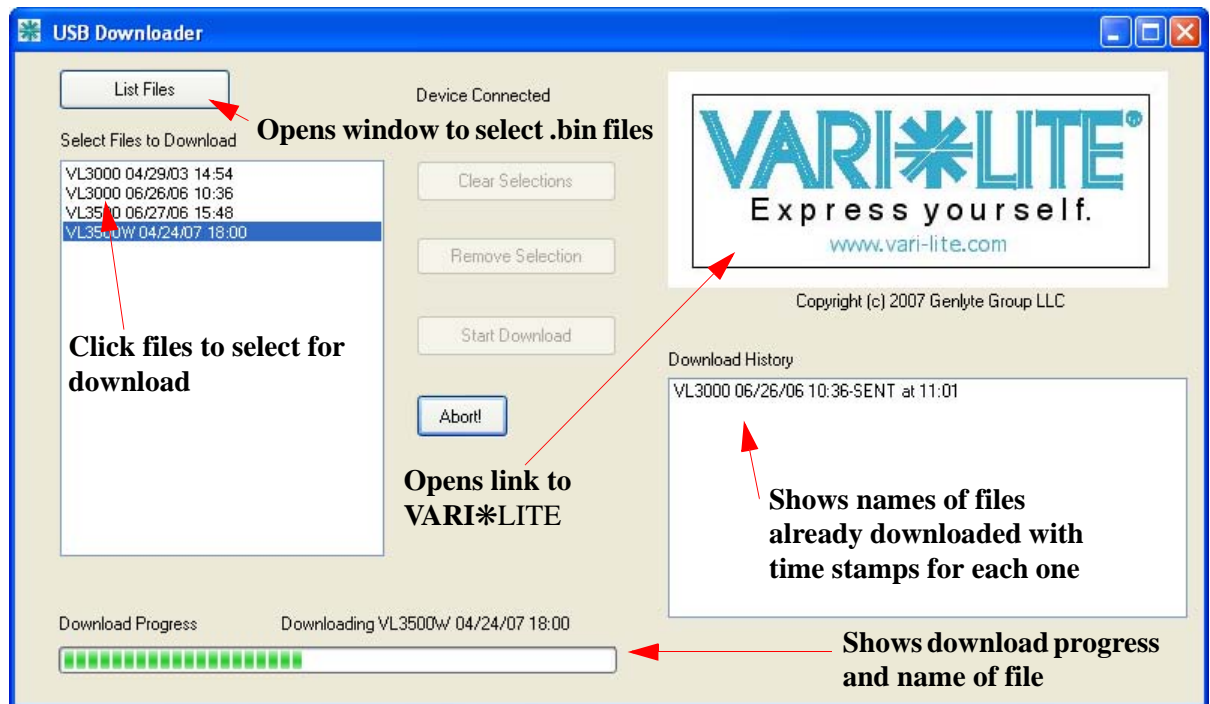 USB Downloader
List Files
Device Connected
Opens window to select .bin files
Select Files to Download
VL3000 04/29/03 14:54
VL3000 06/26/06 10:36
VL3500 06/27/06 15:48
VL3500W 04/24/07 18:00
Click files to select for
download
Clear Selections
Remove Selection
Start Download
Abort!
Opens link to
VARI❋LITE
VARI❋LITE®
Express yourself.
www.vari-lite.com
Copyright (c) 2007 Genlyte Group LLC
Download History
VL3000 06/26/06 10:36-SENT at 11:01
Shows names of files
already downloaded with
time stamps for each one
Download Progress
Downloading VL3500W 04/24/07 18:00
Shows download progress
and name of file